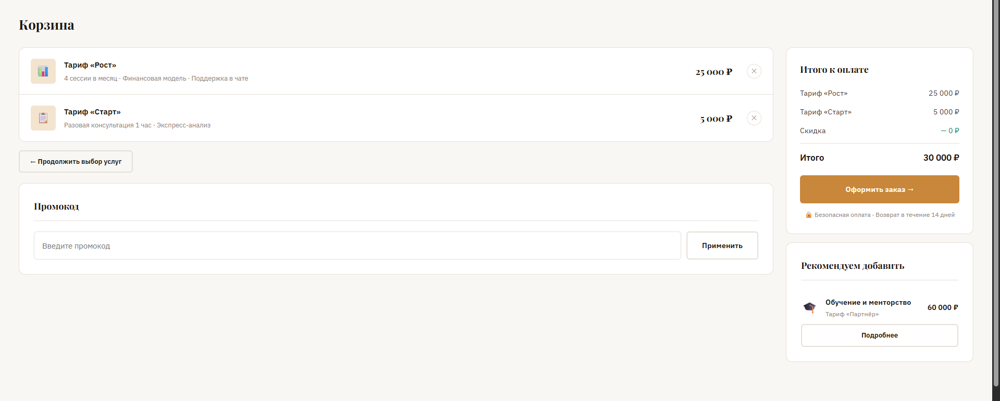 Корзина
Тариф «Рост»
4 сессии в месяц · Финансовая модель · Поддержка в чате
25 000 ₽
Тариф «Старт»
Разовая консультация 1 час · Экспресс-анализ
5 000 ₽
← Продолжить выбор услуг
Промокод
Введите промокод
Применить
Итого к оплате
Тариф «Рост» 25 000 ₽
Тариф «Старт» 5 000 ₽
Скидка — 0 ₽
Итого 30 000 ₽
Оформить заказ →
Безопасная оплата · Возврат в течение 14 дней
Рекомендуем добавить
Обучение и менторство
Тариф «Партнёр»
60 000 ₽
Подробнее